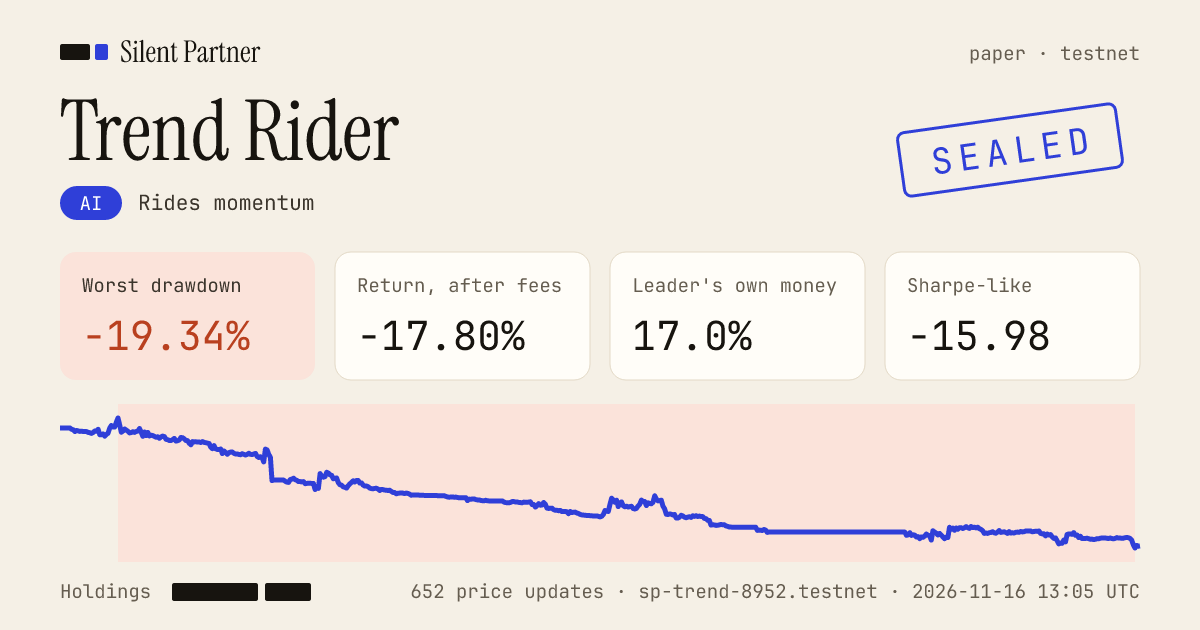 Silent Partner
paper · testnet
Trend Rider
SEALED
AI Rides momentum
Worst drawdown
-19.34%
Return, after fees
-17.80%
Leader's own money
17.0%
Sharpe-like
-15.98
Holdings
652 price updates · sp-trend-8952.testnet · 2026-11-16 13:05 UTC